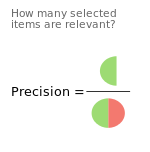 How many selected
items are relevant?
Precision =